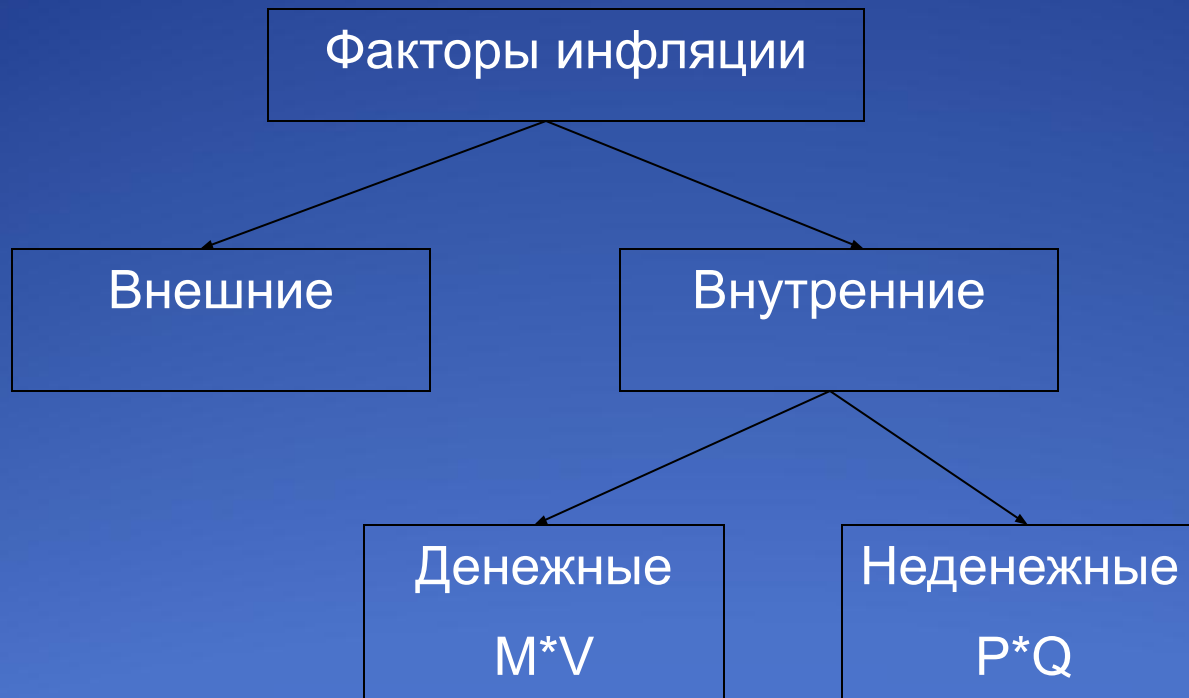 Факторы инфляции
Внешние
Внутренние
Денежные
M*V
Неденежные
P*Q